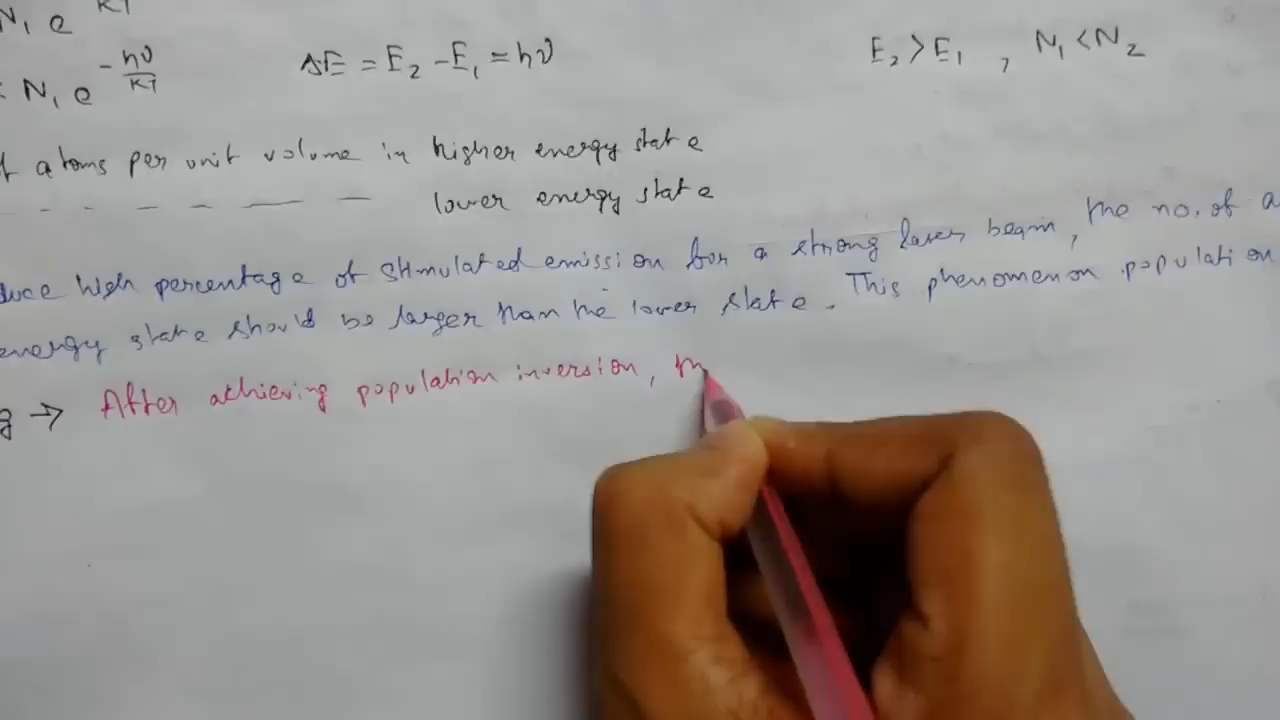 N₁ e KT
N₁ e^(-hν/KT) ΔE = E₂ - E₁ = hν E₂ > E₁ , N₁ < N₂
f atoms per unit volume in higher energy state
lower energy state
duce high percentage of stimulated emission for a strong laser beam, the no. of a
energy state should be larger than the lower state. This phenomenon population
g → After achieving population inversion,